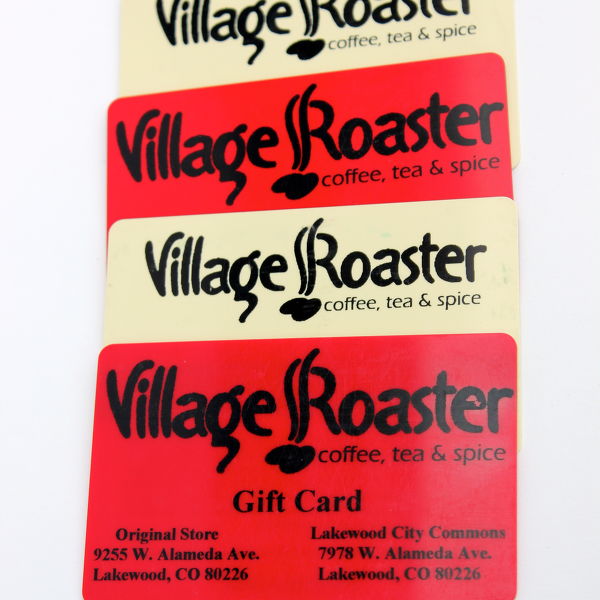 Village Roaster
coffee, tea & spice
Village Roaster
coffee, tea & spice
Village Roaster
coffee, tea & spice
Village Roaster
coffee, tea & spice
Gift Card
Original Store
9255 W. Alameda Ave.
Lakewood, CO 80226
Lakewood City Commons
7978 W. Alameda Ave.
Lakewood, CO 80226